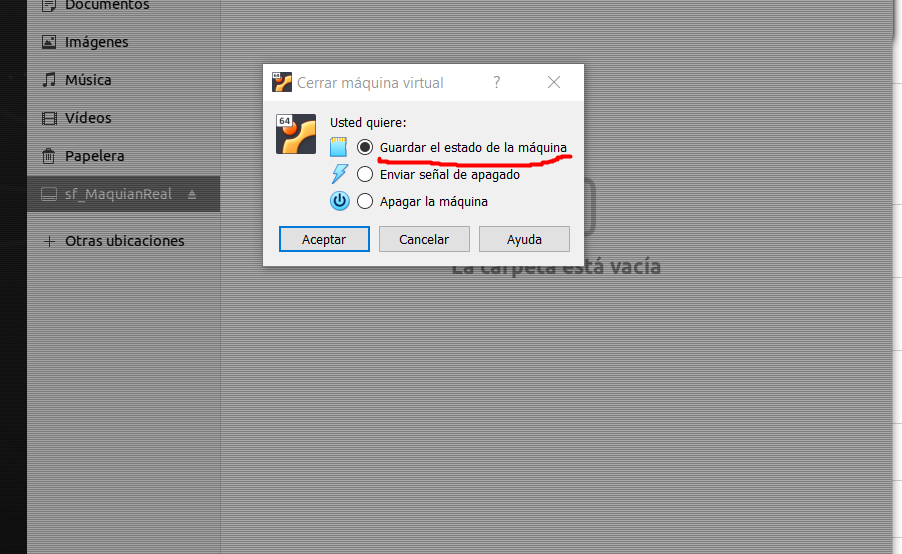 Documentos
Imágenes
Música
Vídeos
Papelera
sf_MaquianReal
Otras ubicaciones
Cerrar máquina virtual
?
64
64
Usted quiere:
Guardar el estado de la máquina
Enviar señal de apagado
Apagar la máquina
Aceptar
Cancelar
Ayuda
La carpeta está vacía